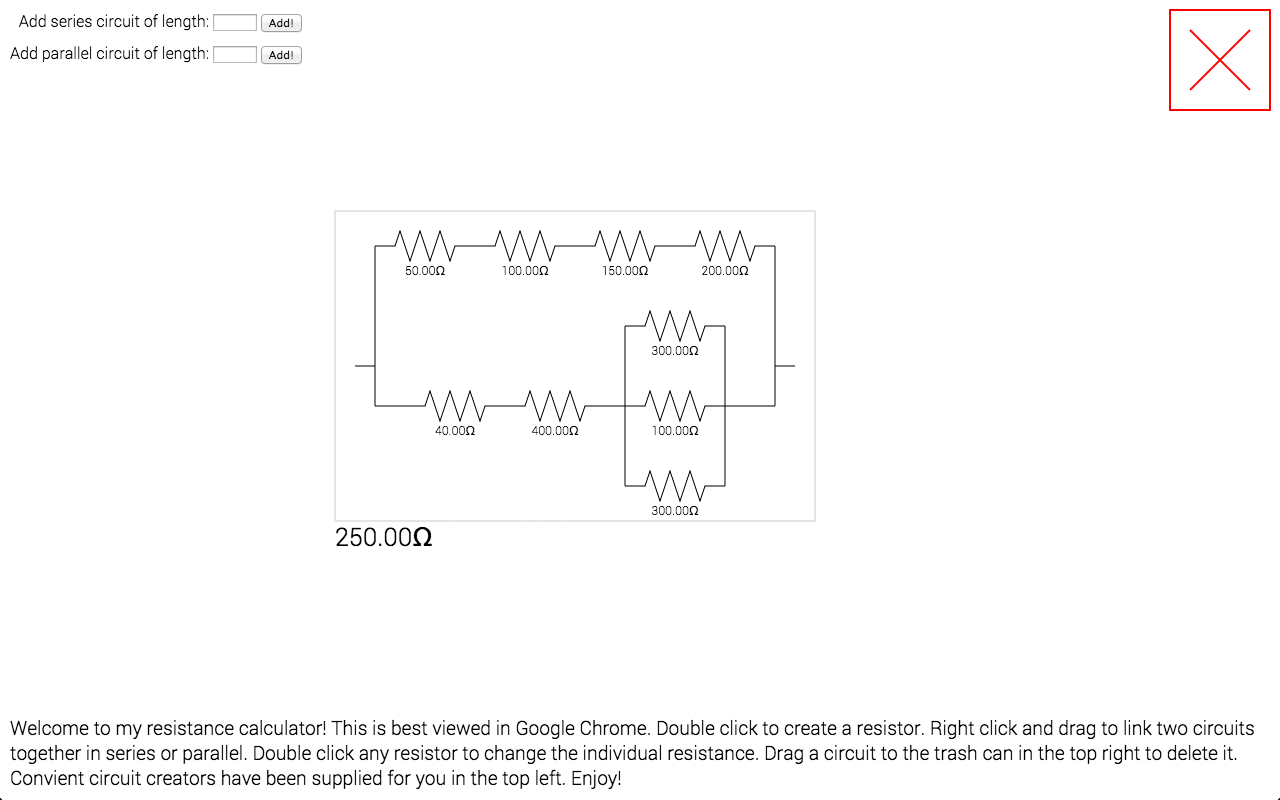 Add series circuit of length: Add!
Add parallel circuit of length: Add!
50.00Ω 100.00Ω 150.00Ω 200.00Ω
300.00Ω
40.00Ω 400.00Ω 100.00Ω
300.00Ω
250.00Ω
Welcome to my resistance calculator! This is best viewed in Google Chrome. Double click to create a resistor. Right click and drag to link two circuits
together in series or parallel. Double click any resistor to change the individual resistance. Drag a circuit to the trash can in the top right to delete it.
Convient circuit creators have been supplied for you in the top left. Enjoy!